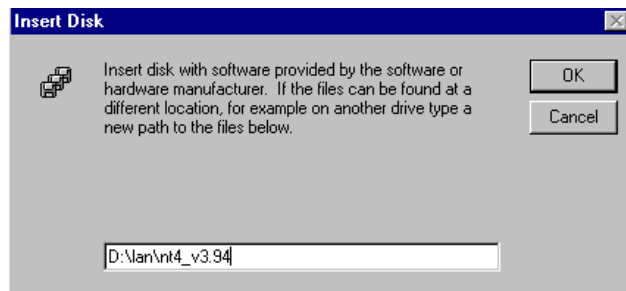 Insert Disk
Insert disk with software provided by the software or
hardware manufacturer. If the files can be found at a
different location, for example on another drive type a
new path to the files below.
OK
Cancel
D:\lan\nt4_v3.94